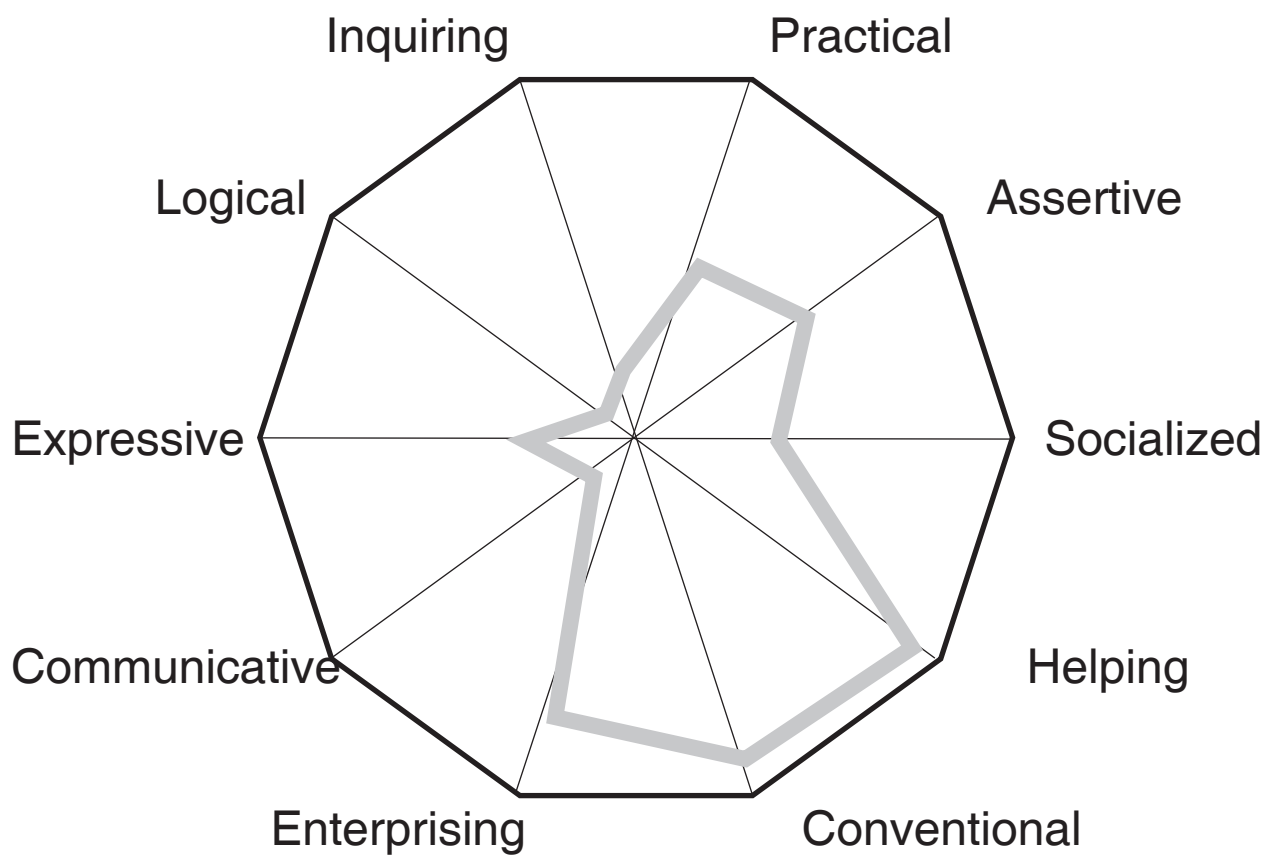 Inquiring
Practical
Logical
Assertive
Expressive
Socialized
Communicative
Helping
Enterprising
Conventional